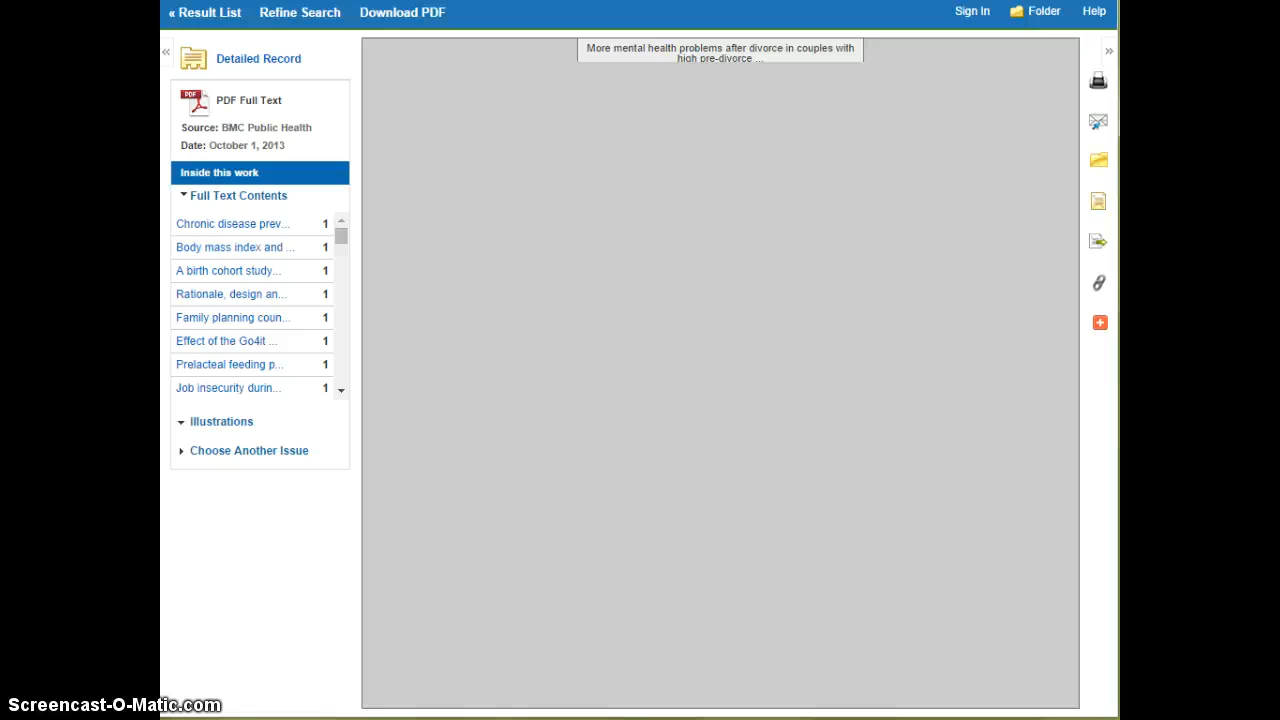 « Result List Refine Search Download PDF Sign In Folder Help
« »
Detailed Record
More mental health problems after divorce in couples with
high pre-divorce ...
PDF
PDF Full Text
Source: BMC Public Health
Date: October 1, 2013
Inside this work
Full Text Contents
Chronic disease prev... 1
Body mass index and ... 1
A birth cohort study... 1
Rationale, design an... 1
Family planning coun... 1
Effect of the Go4it ... 1
Prelacteal feeding p... 1
Job insecurity durin... 1
Illustrations
Choose Another Issue
Screencast-O-Matic.com